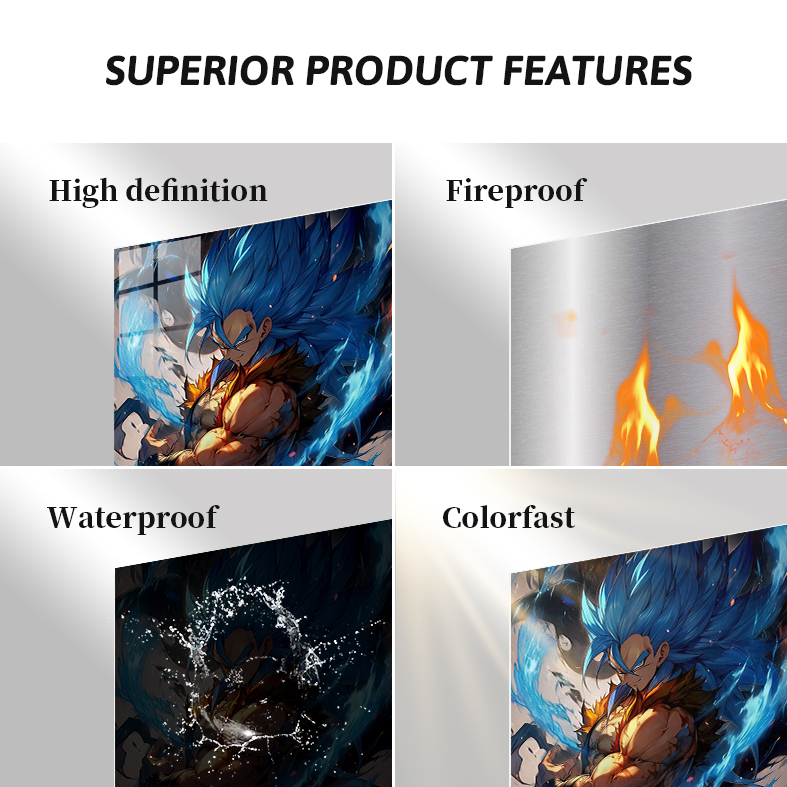 SUPERIOR PRODUCT FEATURES
High definition
Fireproof
Waterproof
Colorfast